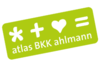 * + ♥ =
atlas BKK ahlmann